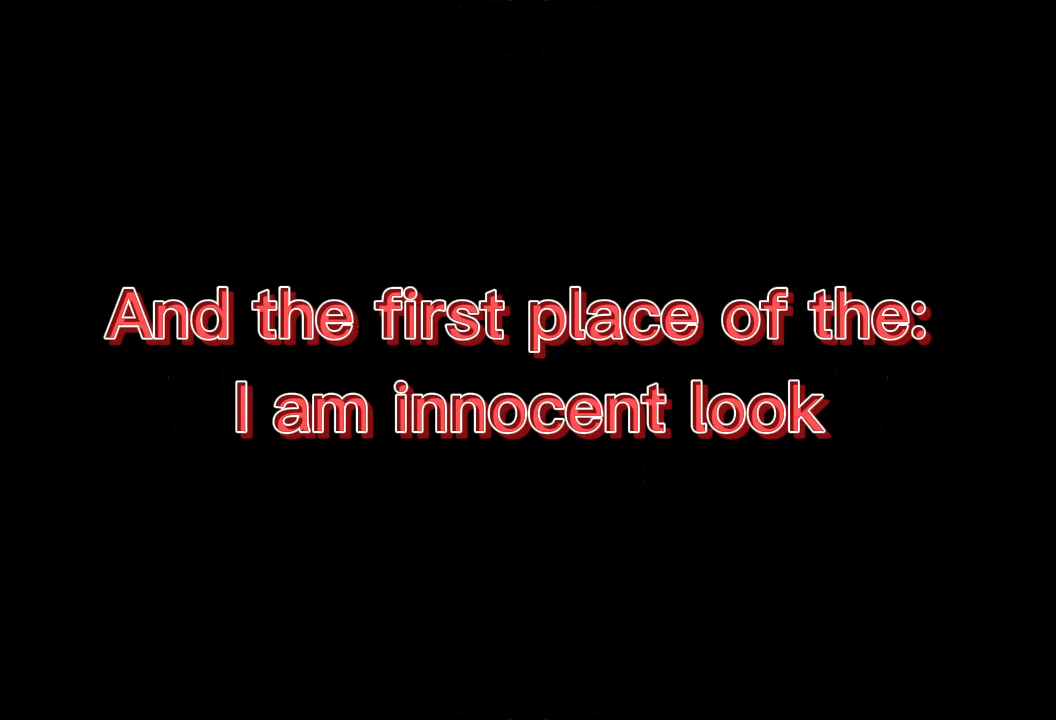 And the first place of the:
I am innocent look